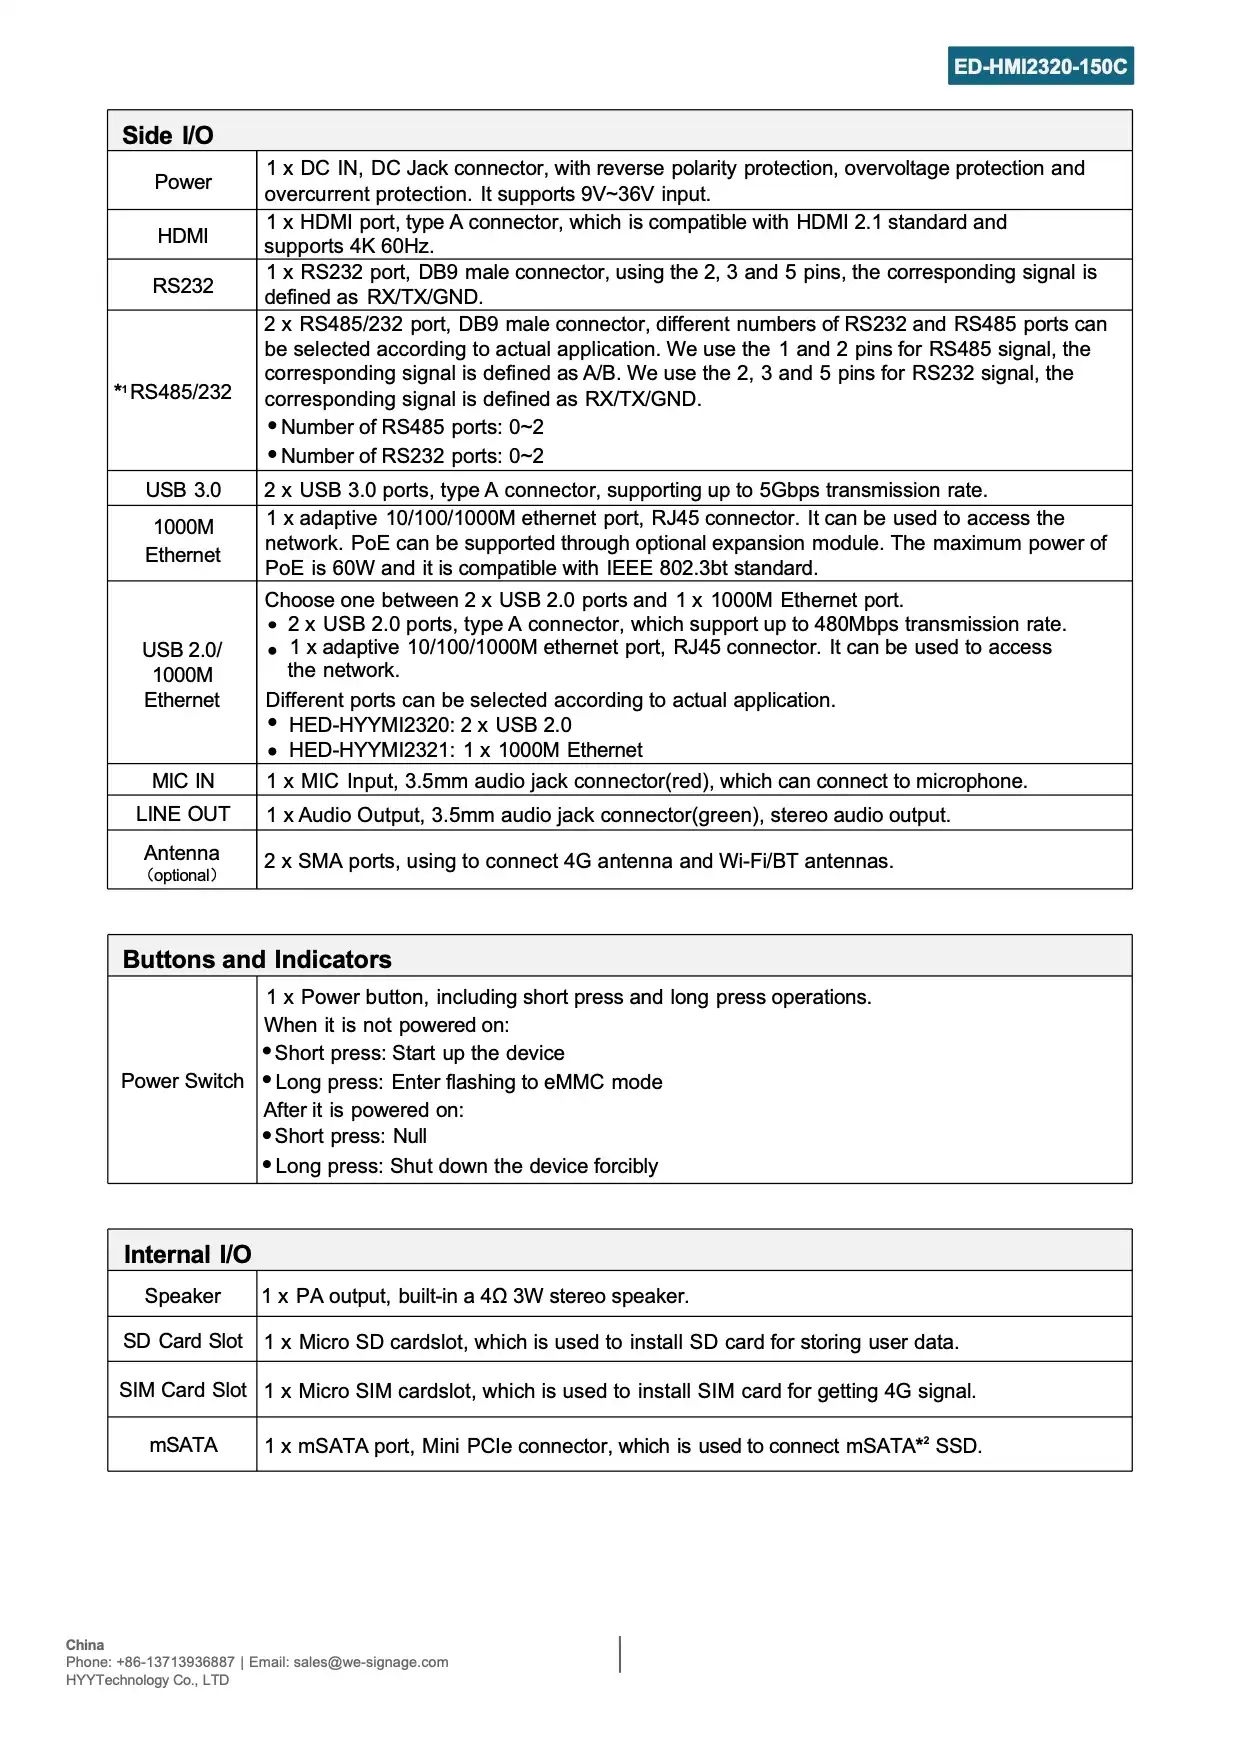 ED-HMI2320-150C
Side I/O
Power
1 x DC IN, DC Jack connector, with reverse polarity protection, overvoltage protection and
overcurrent protection. It supports 9V~36V input.
HDMI
1 x HDMI port, type A connector, which is compatible with HDMI 2.1 standard and
supports 4K 60Hz.
RS232
1 x RS232 port, DB9 male connector, using the 2, 3 and 5 pins, the corresponding signal is
defined as RX/TX/GND.
*¹RS485/232
2 x RS485/232 port, DB9 male connector, different numbers of RS232 and RS485 ports can
be selected according to actual application. We use the 1 and 2 pins for RS485 signal, the
corresponding signal is defined as A/B. We use the 2, 3 and 5 pins for RS232 signal, the
corresponding signal is defined as RX/TX/GND.
●Number of RS485 ports: 0~2
●Number of RS232 ports: 0~2
USB 3.0
2 x USB 3.0 ports, type A connector, supporting up to 5Gbps transmission rate.
1000M
Ethernet
1 x adaptive 10/100/1000M ethernet port, RJ45 connector. It can be used to access the
network. PoE can be supported through optional expansion module. The maximum power of
PoE is 60W and it is compatible with IEEE 802.3bt standard.
USB 2.0/
1000M
Ethernet
Choose one between 2 x USB 2.0 ports and 1 x 1000M Ethernet port.
● 2 x USB 2.0 ports, type A connector, which support up to 480Mbps transmission rate.
● 1 x adaptive 10/100/1000M ethernet port, RJ45 connector. It can be used to access
the network.
Different ports can be selected according to actual application.
● HED-HYYMI2320: 2 x USB 2.0
● HED-HYYMI2321: 1 x 1000M Ethernet
MIC IN
1 x MIC Input, 3.5mm audio jack connector(red), which can connect to microphone.
LINE OUT
1 x Audio Output, 3.5mm audio jack connector(green), stereo audio output.
Antenna
（optional）
2 x SMA ports, using to connect 4G antenna and Wi-Fi/BT antennas.
Buttons and Indicators
Power Switch
1 x Power button, including short press and long press operations.
When it is not powered on:
●Short press: Start up the device
●Long press: Enter flashing to eMMC mode
After it is powered on:
●Short press: Null
●Long press: Shut down the device forcibly
Internal I/O
Speaker
1 x PA output, built-in a 4Ω 3W stereo speaker.
SD Card Slot
1 x Micro SD cardslot, which is used to install SD card for storing user data.
SIM Card Slot
1 x Micro SIM cardslot, which is used to install SIM card for getting 4G signal.
mSATA
1 x mSATA port, Mini PCIe connector, which is used to connect mSATA*² SSD.
China
Phone: +86-13713936887 | Email: sales@we-signage.com
HYYTechnology Co., LTD